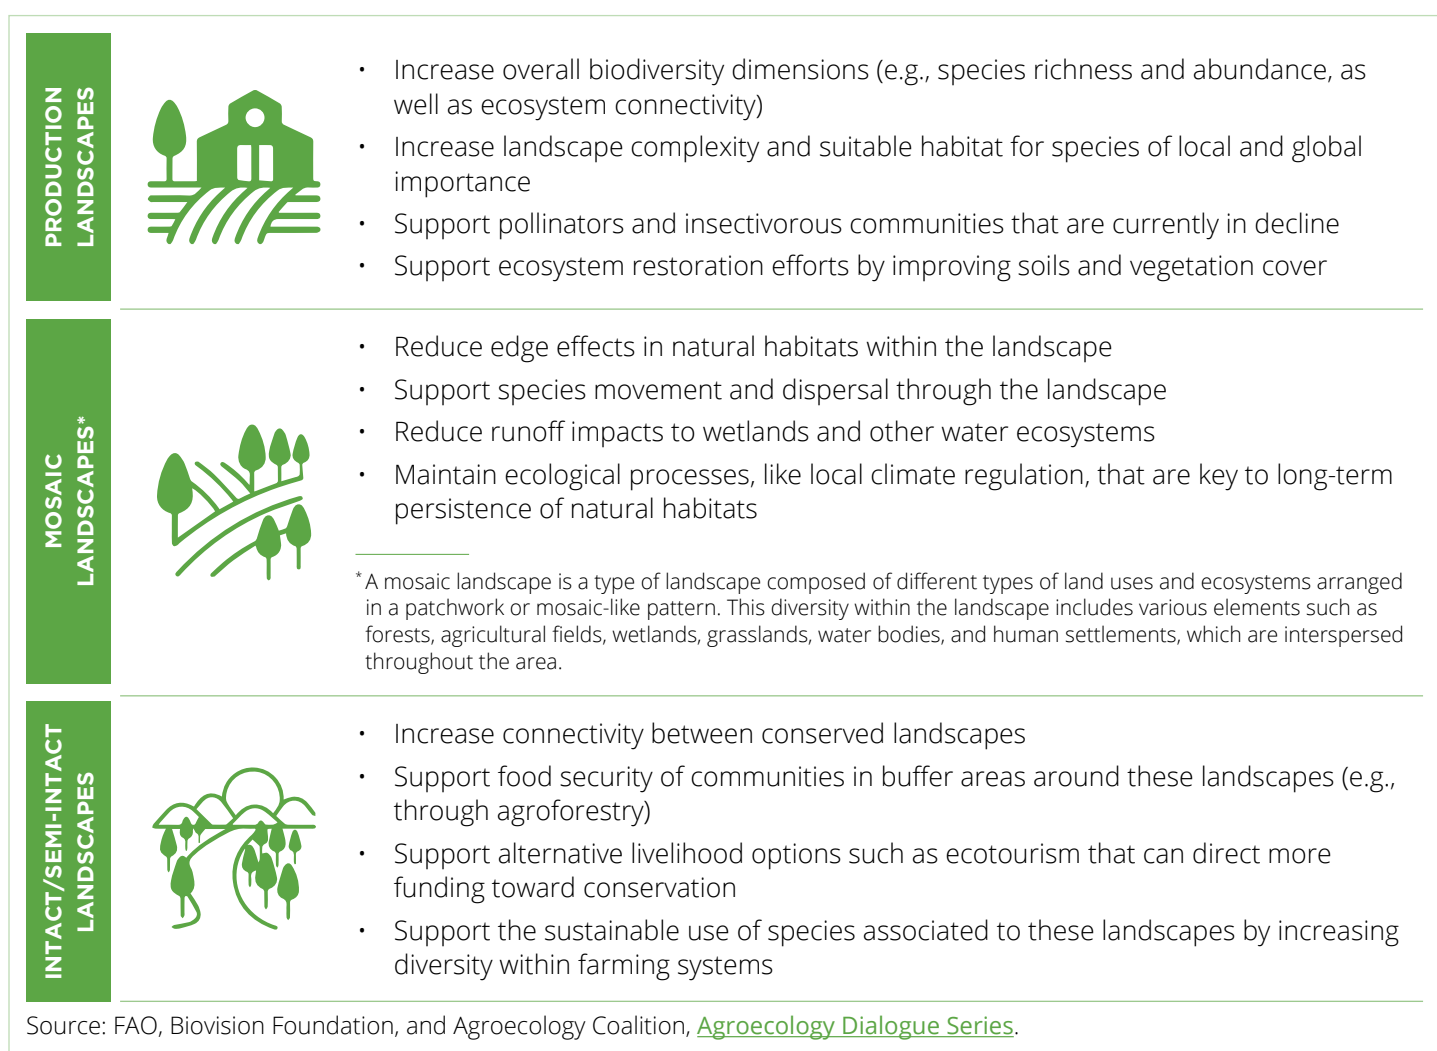 PRODUCTION
LANDSCAPES
• Increase overall biodiversity dimensions (e.g., species richness and abundance, as
well as ecosystem connectivity)
• Increase landscape complexity and suitable habitat for species of local and global
importance
• Support pollinators and insectivorous communities that are currently in decline
• Support ecosystem restoration efforts by improving soils and vegetation cover
MOSAIC
LANDSCAPES*
• Reduce edge effects in natural habitats within the landscape
• Support species movement and dispersal through the landscape
• Reduce runoff impacts to wetlands and other water ecosystems
• Maintain ecological processes, like local climate regulation, that are key to long-term
persistence of natural habitats
* A mosaic landscape is a type of landscape composed of different types of land uses and ecosystems arranged
in a patchwork or mosaic-like pattern. This diversity within the landscape includes various elements such as
forests, agricultural fields, wetlands, grasslands, water bodies, and human settlements, which are interspersed
throughout the area.
INTACT/SEMI-INTACT
LANDSCAPES
• Increase connectivity between conserved landscapes
• Support food security of communities in buffer areas around these landscapes (e.g.,
through agroforestry)
• Support alternative livelihood options such as ecotourism that can direct more
funding toward conservation
• Support the sustainable use of species associated to these landscapes by increasing
diversity within farming systems
Source: FAO, Biovision Foundation, and Agroecology Coalition, Agroecology Dialogue Series.